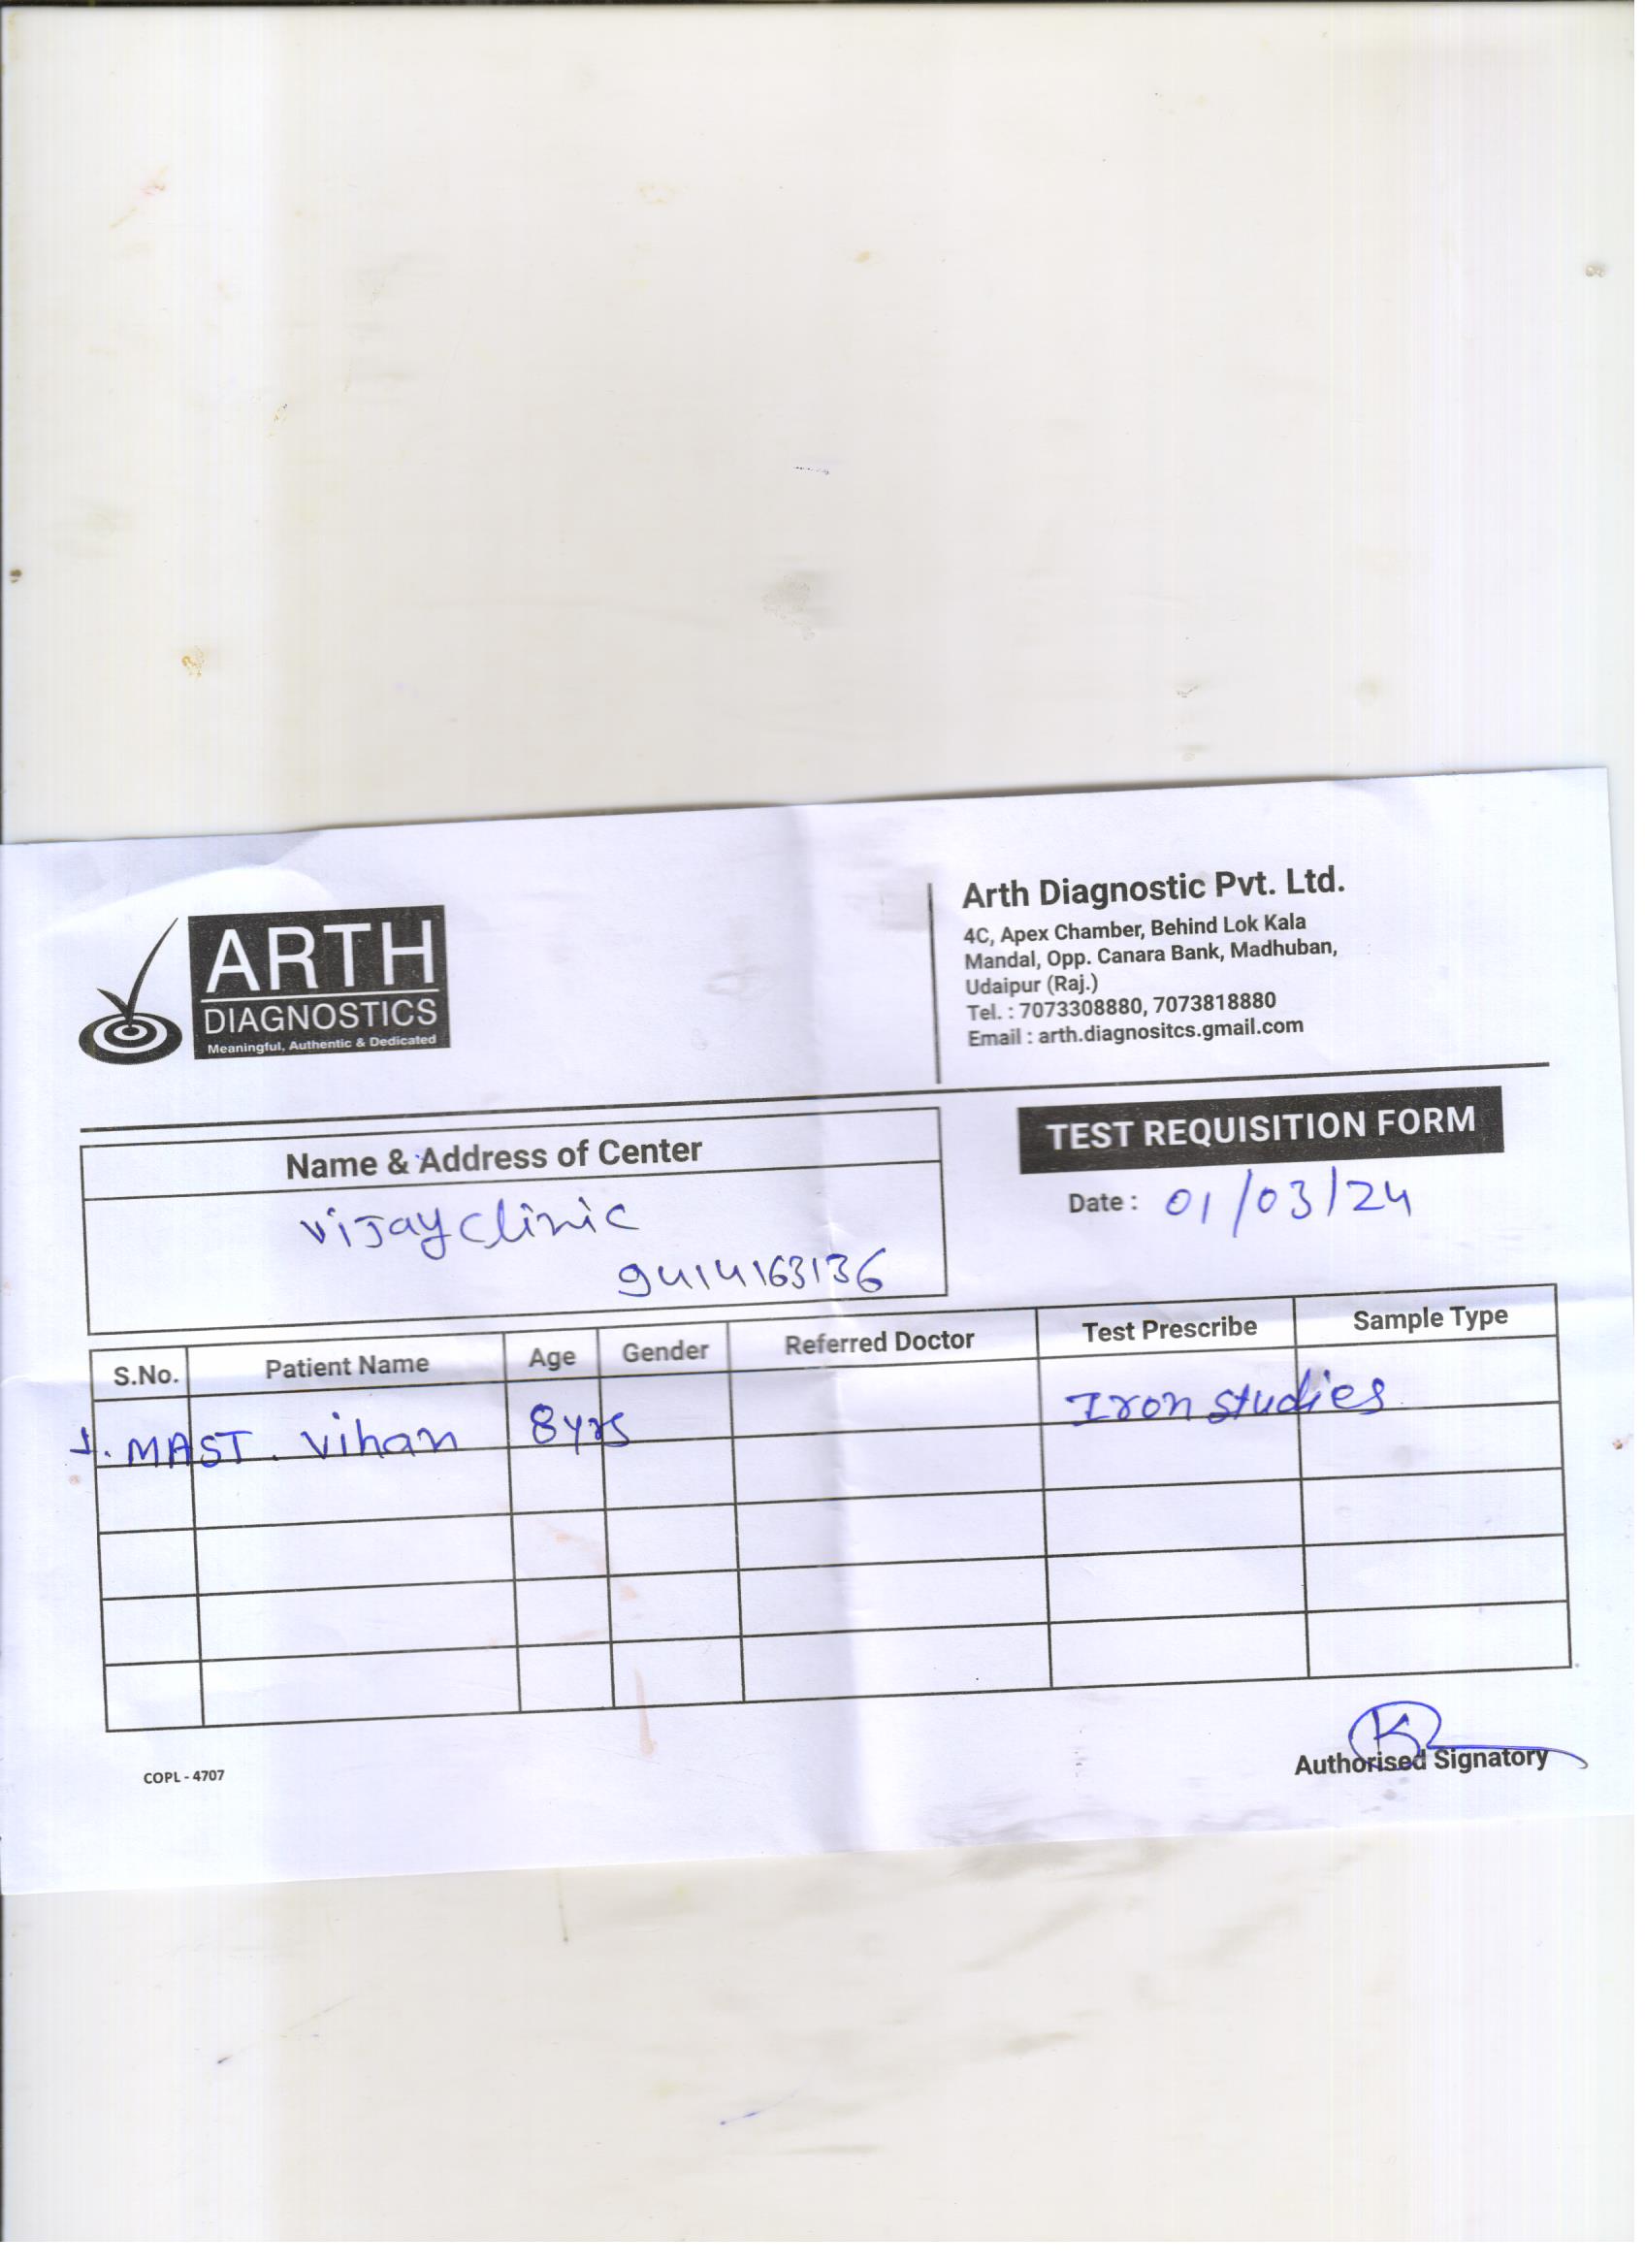 ARTH
DIAGNOSTICS
Meaningful, Authentic & Dedicated
Arth Diagnostic Pvt. Ltd.
4C, Apex Chamber, Behind Lok Kala
Mandal, Opp. Canara Bank, Madhuban,
Udaipur (Raj.)
Tel. : 7073308880, 7073818880
Email : arth.diagnositcs.gmail.com
Name & Address of Center
Vijay Clinic
9414163136
TEST REQUISITION FORM
Date : 01/03/24
S.No. Patient Name Age Gender Referred Doctor Test Prescribe Sample Type
1. MAST. Vihan 8yrs Iron studies
Authorised Signatory
COPL - 4707